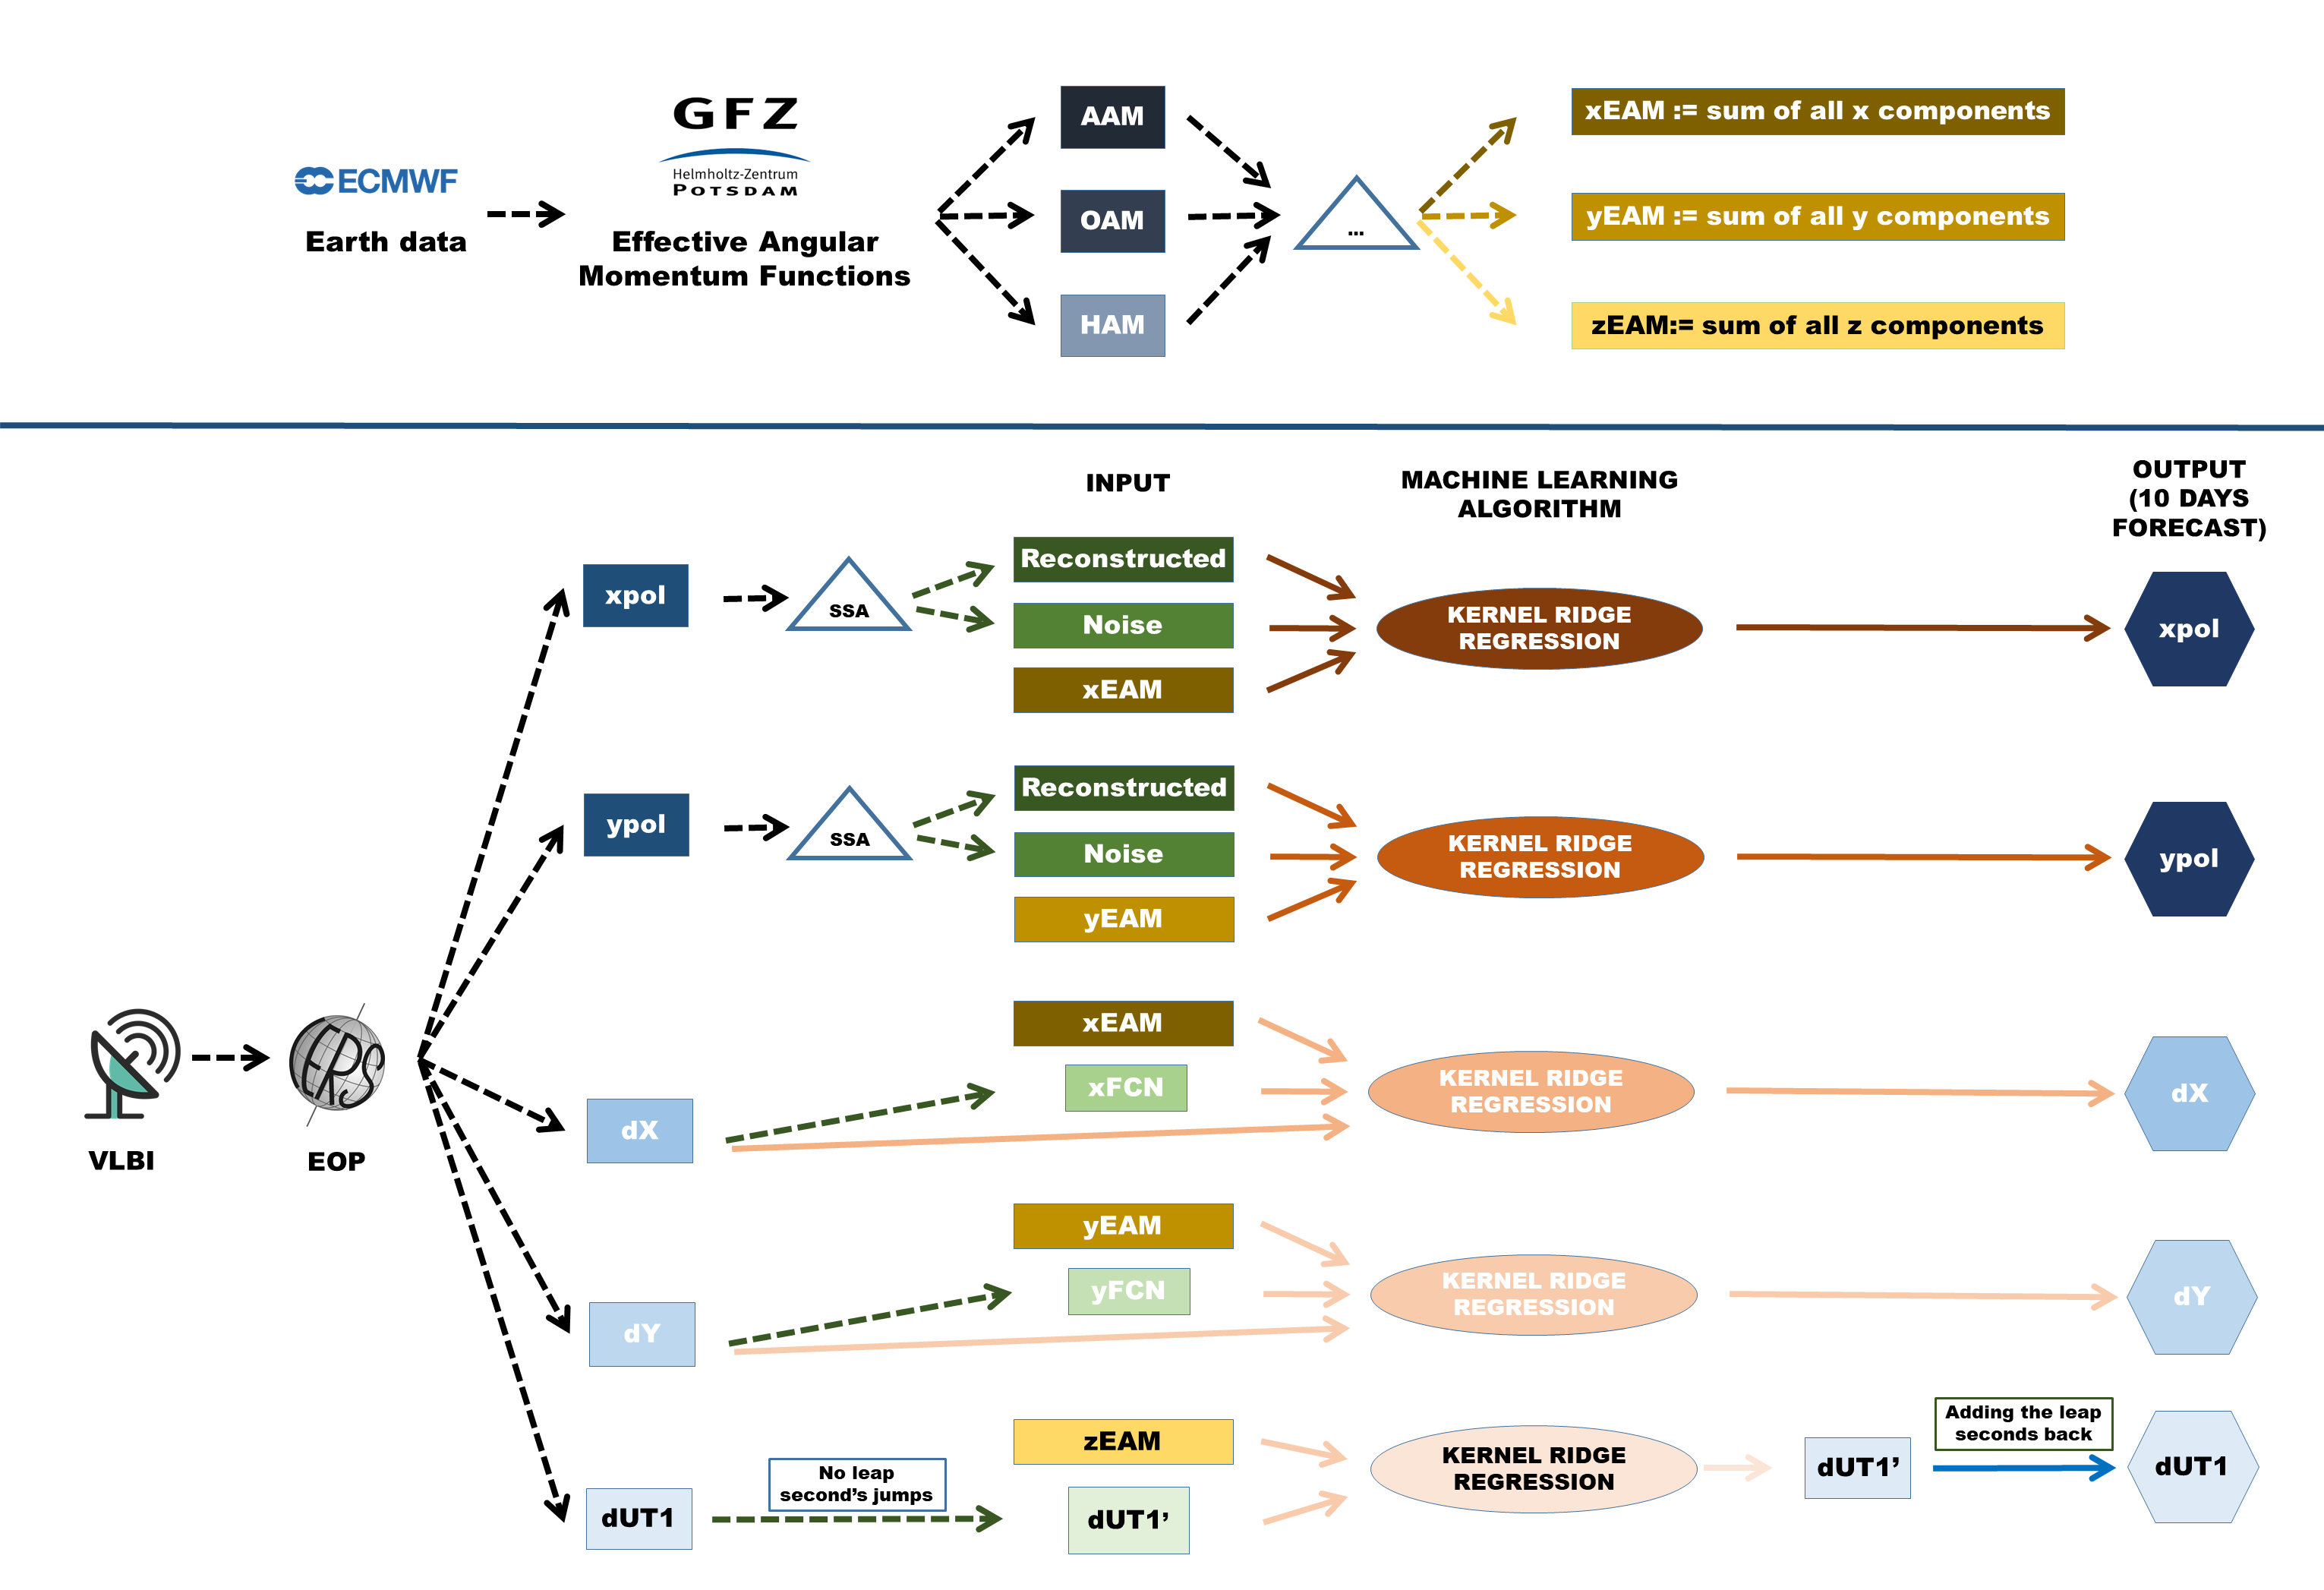 GFZ
Helmholtz-Zentrum
POTSDAM
ECMWF
Earth data
Effective Angular
Momentum Functions
AAM
OAM
HAM
...
xEAM := sum of all x components
yEAM := sum of all y components
zEAM:= sum of all z components
INPUT
MACHINE LEARNING
ALGORITHM
OUTPUT
(10 DAYS
FORECAST)
xpol
SSA
Reconstructed
Noise
xEAM
KERNEL RIDGE
REGRESSION
xpol
ypol
SSA
Reconstructed
Noise
yEAM
KERNEL RIDGE
REGRESSION
ypol
VLBI
IERS
EOP
dX
xEAM
xFCN
KERNEL RIDGE
REGRESSION
dX
dY
yEAM
yFCN
KERNEL RIDGE
REGRESSION
dY
dUT1
No leap
second’s jumps
zEAM
dUT1’
KERNEL RIDGE
REGRESSION
dUT1’
Adding the leap
seconds back
dUT1